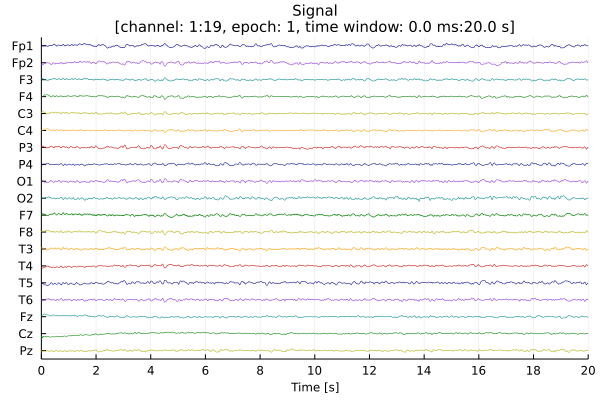 Signal
[channel: 1:19, epoch: 1, time window: 0.0 ms:20.0 s]
Fp1
Fp2
F3
F4
C3
C4
P3
P4
O1
O2
F7
F8
T3
T4
T5
T6
Fz
Cz
Pz
0 2 4 6 8 10 12 14 16 18 20
Time [s]